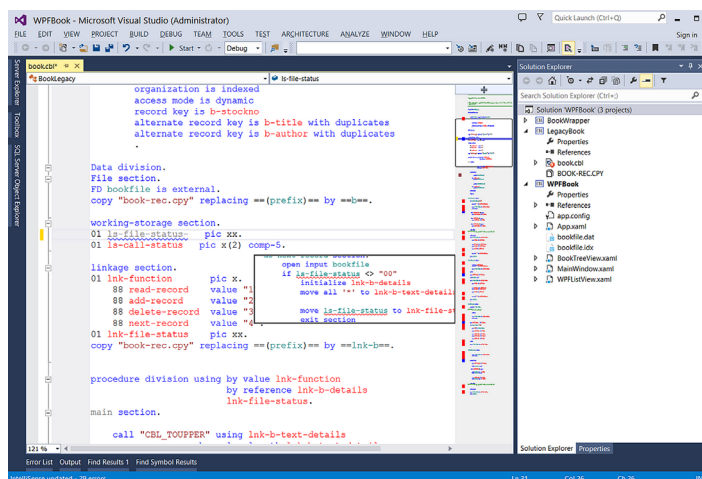 WPFBook - Microsoft Visual Studio (Administrator)
Quick Launch (Ctrl+Q)
FILE EDIT VIEW PROJECT BUILD DEBUG TEAM TOOLS TEST ARCHITECTURE ANALYZE WINDOW HELP
Sign in
Start
Debug
Server Explorer
Toolbox
SQL Server Object Explorer
book.cbl*
BookLegacy
ls-file-status
organization is indexed
access mode is dynamic
record key is b-stockno
alternate record key is b-title with duplicates
alternate record key is b-author with duplicates
.
Data division.
File section.
FD bookfile is external.
copy "book-rec.cpy" replacing ==(prefix)== by ==b==.
working-storage section.
01 ls-file-status- pic xx.
01 ls-call-status pic x(2) comp-5.
linkage section.
01 lnk-function pic x.
88 read-record value "1
88 add-record value "2
88 delete-record value "3
88 next-record value "4".
01 lnk-file-status pic xx.
copy "book-rec.cpy" replacing ==(prefix)== by ==lnk-b==.
procedure division using by value lnk-function
by reference lnk-b-details
lnk-file-status.
main section.
call "CBL_TOUPPER" using lnk-b-text-details
open input bookfile
if ls-file-status <> "00"
initialize lnk-b-details
move all '*' to lnk-b-text-detail
move ls-file-status to lnk-file-s
exit section
121 %
Solution Explorer
Search Solution Explorer (Ctrl+;)
Solution 'WPFBook' (3 projects)
BookWrapper
LegacyBook
Properties
References
book.cbl
BOOK-REC.CPY
WPFBook
Properties
References
app.config
App.xaml
bookfile.dat
bookfile.idx
BookTreeView.xaml
MainWindow.xaml
WPFListView.xaml
Solution Explorer Properties
Error List Output Find Results 1 Find Symbol Results
IntelliSense updated - 29 errors
Ln 31 Col 26 Ch 26 IN